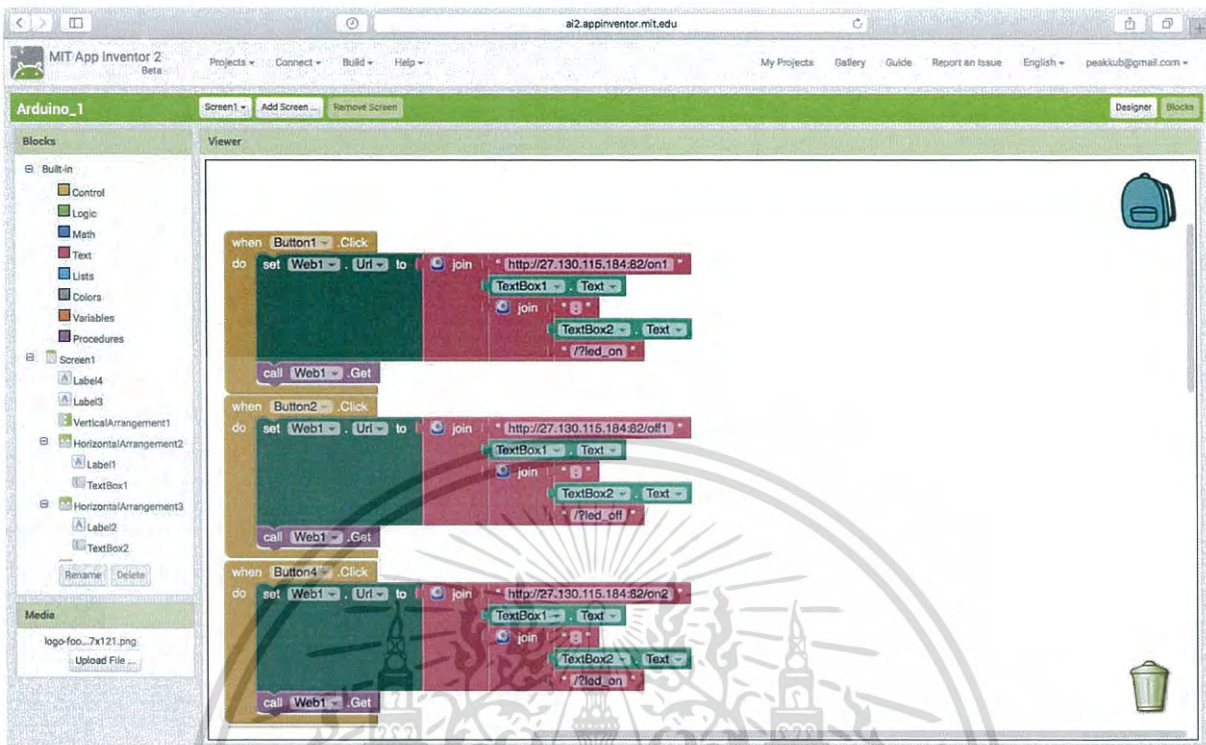 ai2.appinventor.mit.edu
MIT App Inventor 2
Beta
Projects Connect Build Help My Projects Gallery Guide Report an Issue English peakkub@gmail.com
Arduino_1 Screen1 Add Screen ... Remove Screen Designer Blocks
Blocks
Viewer
Built-in
Control
Logic
Math
Text
Lists
Colors
Variables
Procedures
Screen1
Label4
Label3
VerticalArrangement1
HorizontalArrangement2
Label1
TextBox1
HorizontalArrangement3
Label2
TextBox2
Rename Delete
Media
logo-foo...7x121.png
Upload File ...
when Button1 .Click
do set Web1 . Url to join " http://27.130.115.184:82/on1 "
TextBox1 . Text
join " : "
TextBox2 . Text
" /?led_on "
call Web1 .Get
when Button2 .Click
do set Web1 . Url to join " http://27.130.115.184:82/off1 "
TextBox1 . Text
join " : "
TextBox2 . Text
" /?led_off "
call Web1 .Get
when Button4 .Click
do set Web1 . Url to join " http://27.130.115.184:82/on2 "
TextBox1 . Text
join " : "
TextBox2 . Text
" /?led_on "
call Web1 .Get